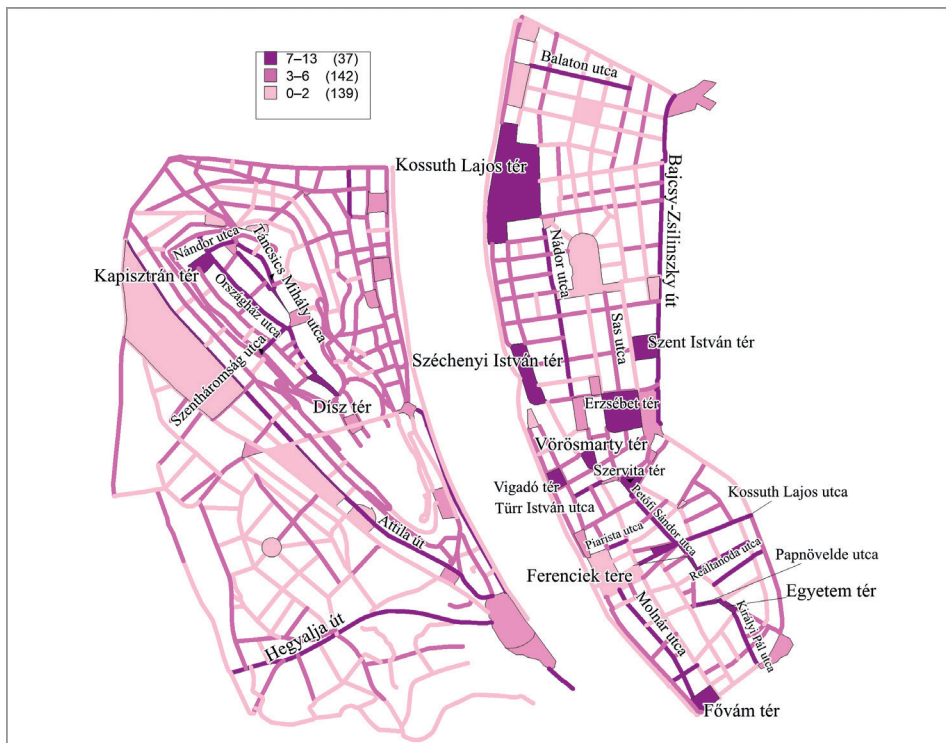 7–13 (37)
3–6 (142)
0–2 (139)
Balaton utca
Kossuth Lajos tér
Bajcsy-Zsilinszky út
Nándor utca
Táncsics Mihály utca
Kapisztrán tér
Országház utca
Nádor utca
Sas utca
Szentháromság utca
Széchenyi István tér
Szent István tér
Dísz tér
Erzsébet tér
Vörösmarty tér
Szervita tér
Vigadó tér
Petőfi Sándor utca
Kossuth Lajos utca
Türr István utca
Attila út
Piarista utca
Reáltanoda utca
Papnövelde utca
Ferenciek tere
Egyetem tér
Hegyalja út
Molnár utca
Királyi Pál utca
Fővám tér